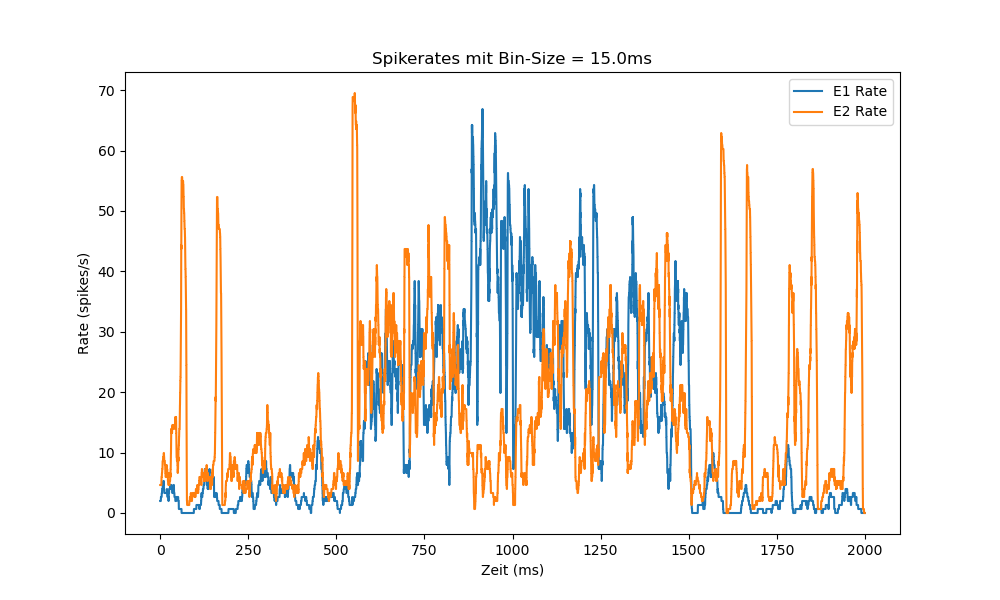 Spikerates mit Bin-Size = 15.0ms
E1 Rate
E2 Rate
Rate (spikes/s)
70
60
50
40
30
20
10
0
0 250 500 750 1000 1250 1500 1750 2000
Zeit (ms)